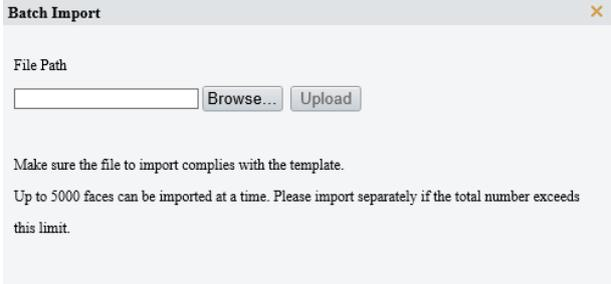 Batch Import
File Path
Browse... Upload
Make sure the file to import complies with the template.
Up to 5000 faces can be imported at a time. Please import separately if the total number exceeds
this limit.